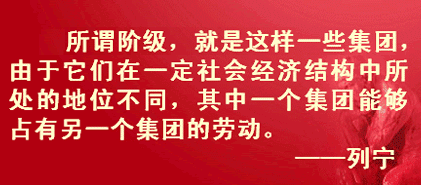 所谓阶级，就是这样一些集团，
由于它们在一定社会经济结构中所
处的地位不同，其中一个集团能够
占有另一个集团的劳动。
——列宁